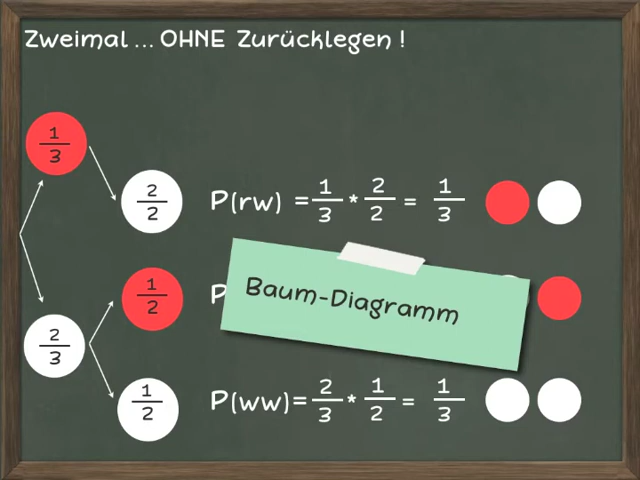 Zweimal ... OHNE Zurücklegen !
1/3
2/2
P(rw) = 1/3 * 2/2 = 1/3
1/2
P
Baum-Diagramm
2/3
1/2
P(ww)= 2/3 * 1/2 = 1/3